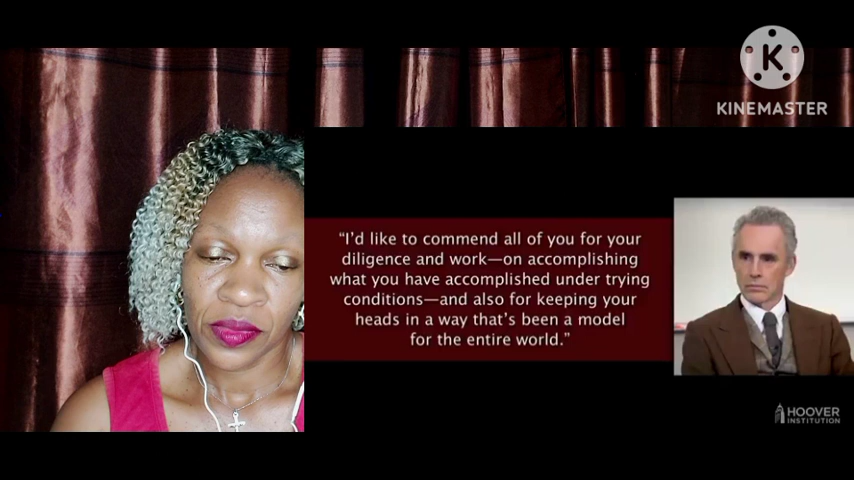 K
KINEMASTER
“I’d like to commend all of you for your
diligence and work—on accomplishing
what you have accomplished under trying
conditions—and also for keeping your
heads in a way that’s been a model
for the entire world.”
HOOVER
INSTITUTION